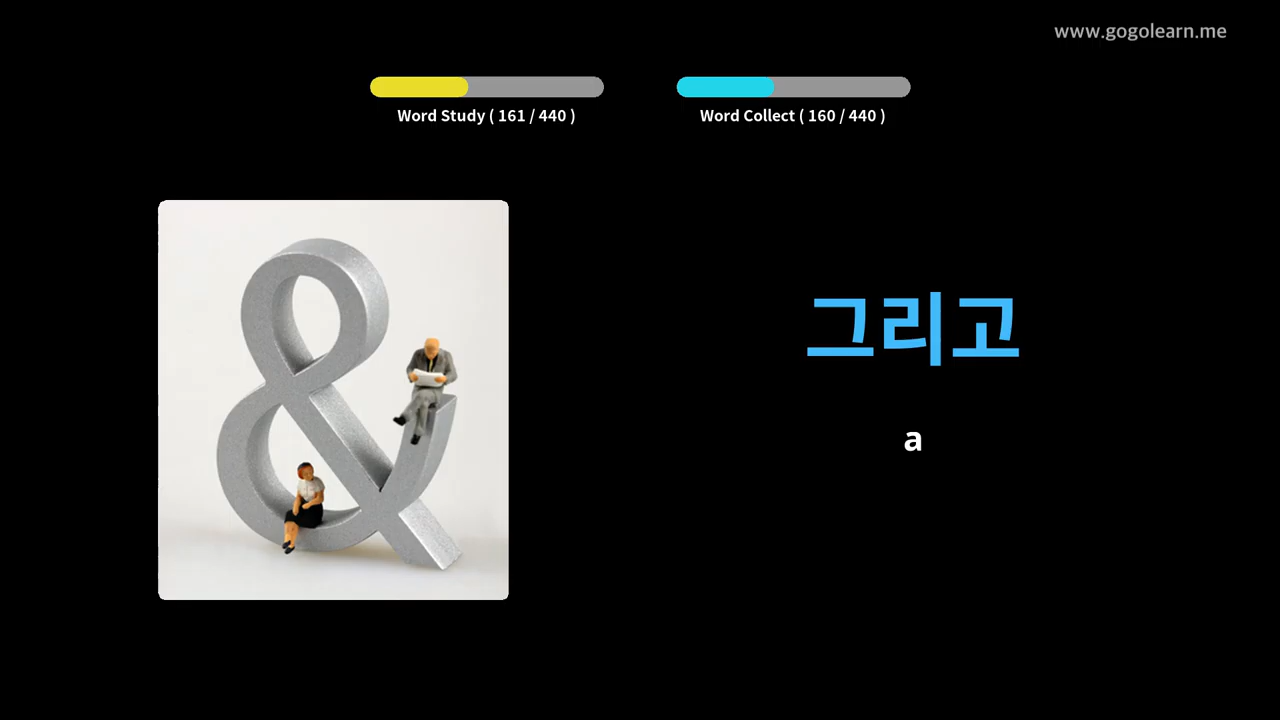 www.gogolearn.me
Word Study ( 161 / 440 )
Word Collect ( 160 / 440 )
&
그리고
a